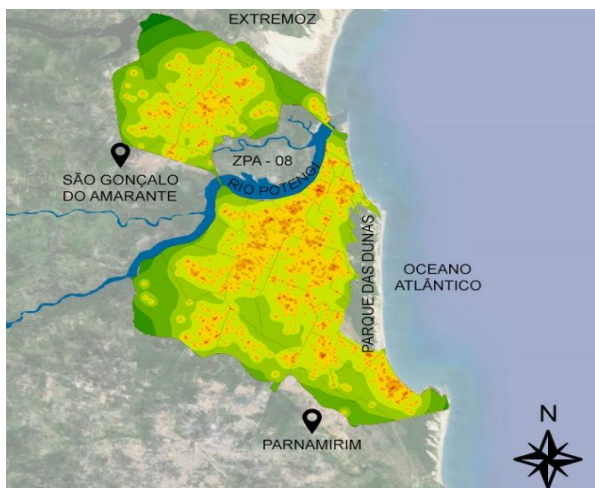 EXTREMOZ
ZPA - 08
RIO POTENGI
SÃO GONÇALO
DO AMARANTE
PARQUE DAS DUNAS
OCEANO
ATLÂNTICO
PARNAMIRIM
N